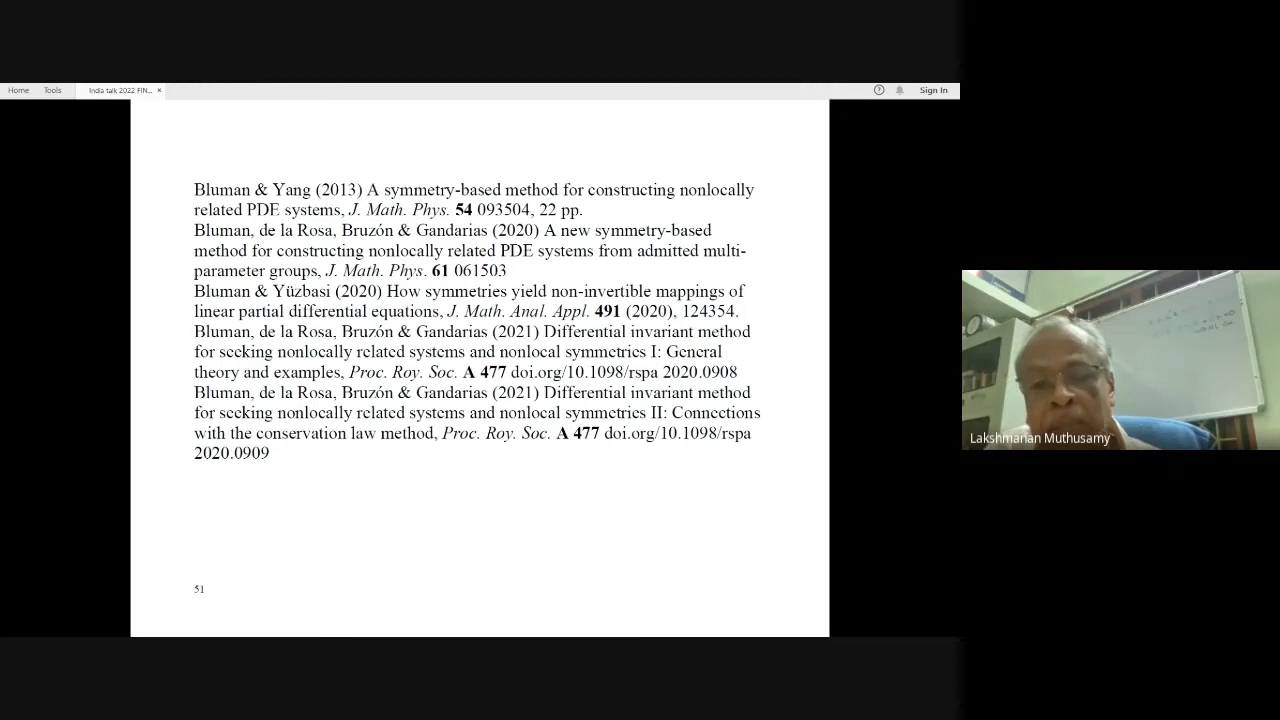 Home Tools India talk 2022 FIN... × ? Sign In
Bluman & Yang (2013) A symmetry-based method for constructing nonlocally
related PDE systems, J. Math. Phys. 54 093504, 22 pp.
Bluman, de la Rosa, Bruzón & Gandarias (2020) A new symmetry-based
method for constructing nonlocally related PDE systems from admitted multi-
parameter groups, J. Math. Phys. 61 061503
Bluman & Yüzbasi (2020) How symmetries yield non-invertible mappings of
linear partial differential equations, J. Math. Anal. Appl. 491 (2020), 124354.
Bluman, de la Rosa, Bruzón & Gandarias (2021) Differential invariant method
for seeking nonlocally related systems and nonlocal symmetries I: General
theory and examples, Proc. Roy. Soc. A 477 doi.org/10.1098/rspa 2020.0908
Bluman, de la Rosa, Bruzón & Gandarias (2021) Differential invariant method
for seeking nonlocally related systems and nonlocal symmetries II: Connections
with the conservation law method, Proc. Roy. Soc. A 477 doi.org/10.1098/rspa
2020.0909
51
Lakshmanan Muthusamy